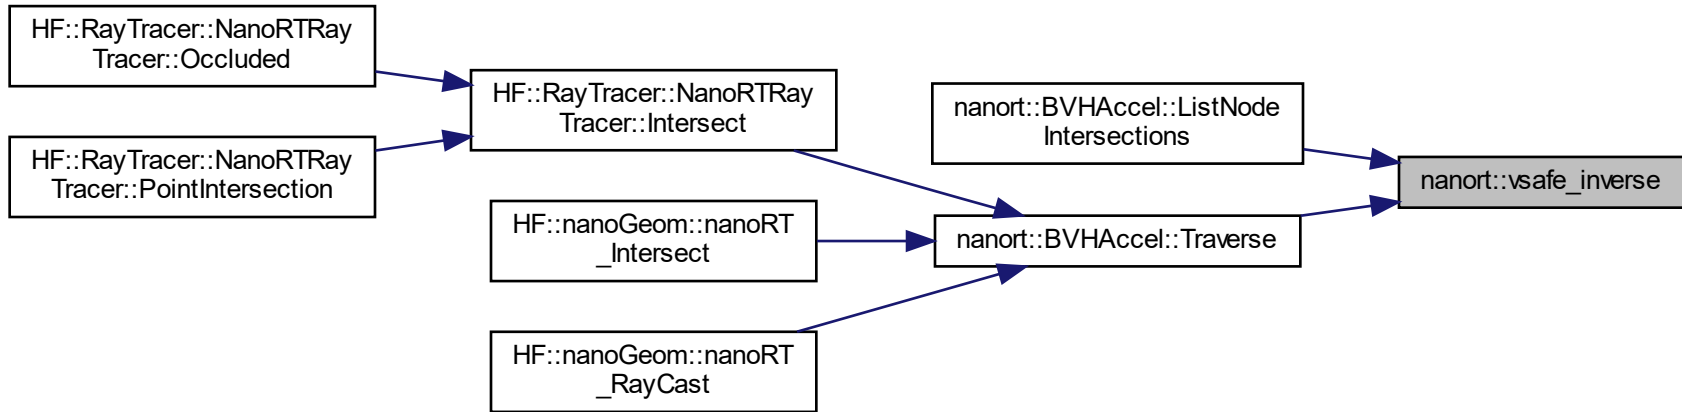 HF::RayTracer::NanoRTRay
Tracer::Occluded
HF::RayTracer::NanoRTRay
Tracer::PointIntersection
HF::RayTracer::NanoRTRay
Tracer::Intersect
HF::nanoGeom::nanoRT
_Intersect
HF::nanoGeom::nanoRT
_RayCast
nanort::BVHAccel::ListNode
Intersections
nanort::BVHAccel::Traverse
nanort::vsafe_inverse